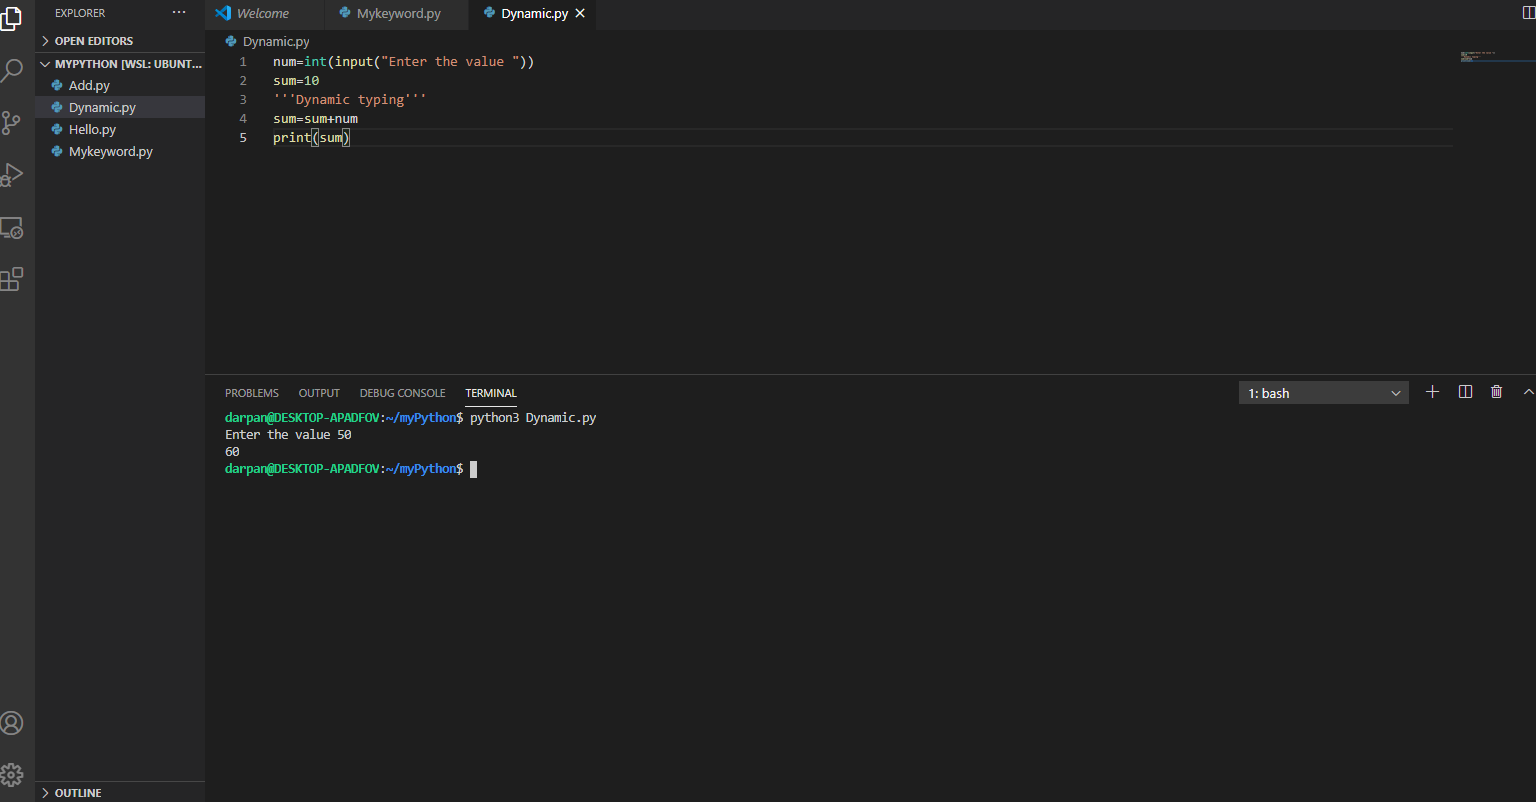 EXPLORER
OPEN EDITORS
MYPYTHON [WSL: UBUNT...
Add.py
Dynamic.py
Hello.py
Mykeyword.py
OUTLINE
Welcome
Mykeyword.py
Dynamic.py
Dynamic.py
1 num=int(input("Enter the value "))
2 sum=10
3 '''Dynamic typing'''
4 sum=sum+num
5 print(sum)
PROBLEMS OUTPUT DEBUG CONSOLE TERMINAL
1: bash
darpan@DESKTOP-APADFOV:~/myPython$ python3 Dynamic.py
Enter the value 50
60
darpan@DESKTOP-APADFOV:~/myPython$